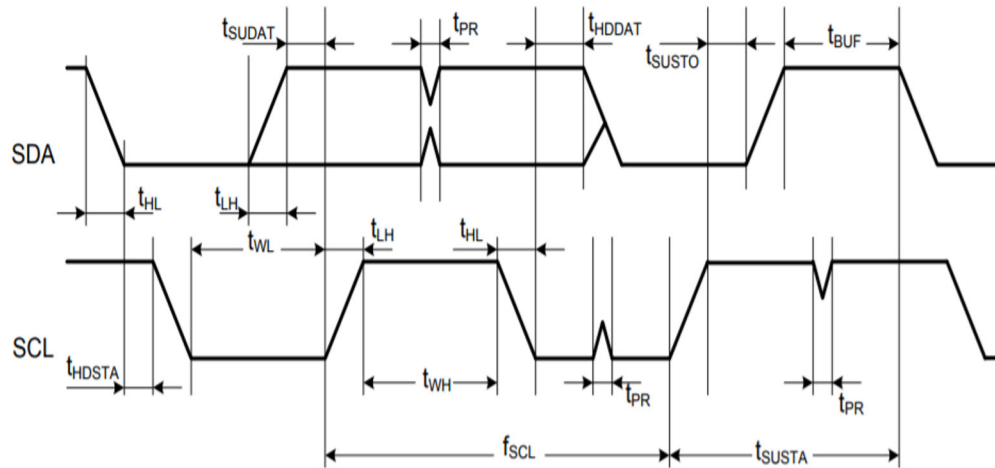 tSUDAT
tPR
tHDDAT
tSUSTO
tBUF
SDA
tHL
tLH
tWL
tLH
tHL
SCL
tHDSTA
tWH
tPR
tPR
fSCL
tSUSTA